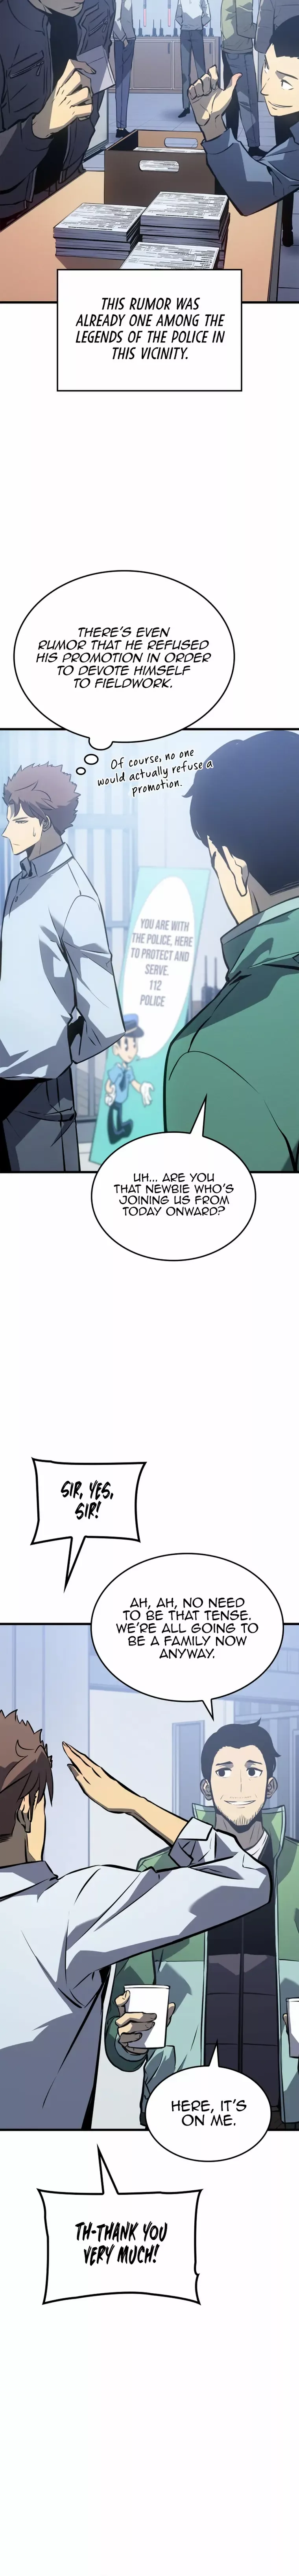 THIS RUMOR WAS
ALREADY ONE AMONG THE
LEGENDS OF THE POLICE IN
THIS VICINITY.
THERE'S EVEN
RUMOR THAT HE REFUSED
HIS PROMOTION IN ORDER
TO DEVOTE HIMSELF
TO FIELDWORK.
Of course, no one
would actually refuse a
promotion.
YOU ARE WITH
THE POLICE, HERE
TO PROTECT AND
SERVE.
112
POLICE
UH... ARE YOU
THAT NEWBIE WHO'S
JOINING US FROM
TODAY ONWARD?
SIR, YES,
SIR!
AH, AH, NO NEED
TO BE THAT TENSE.
WE'RE ALL GOING TO
BE A FAMILY NOW
ANYWAY.
HERE, IT'S
ON ME.
TH-THANK YOU
VERY MUCH!